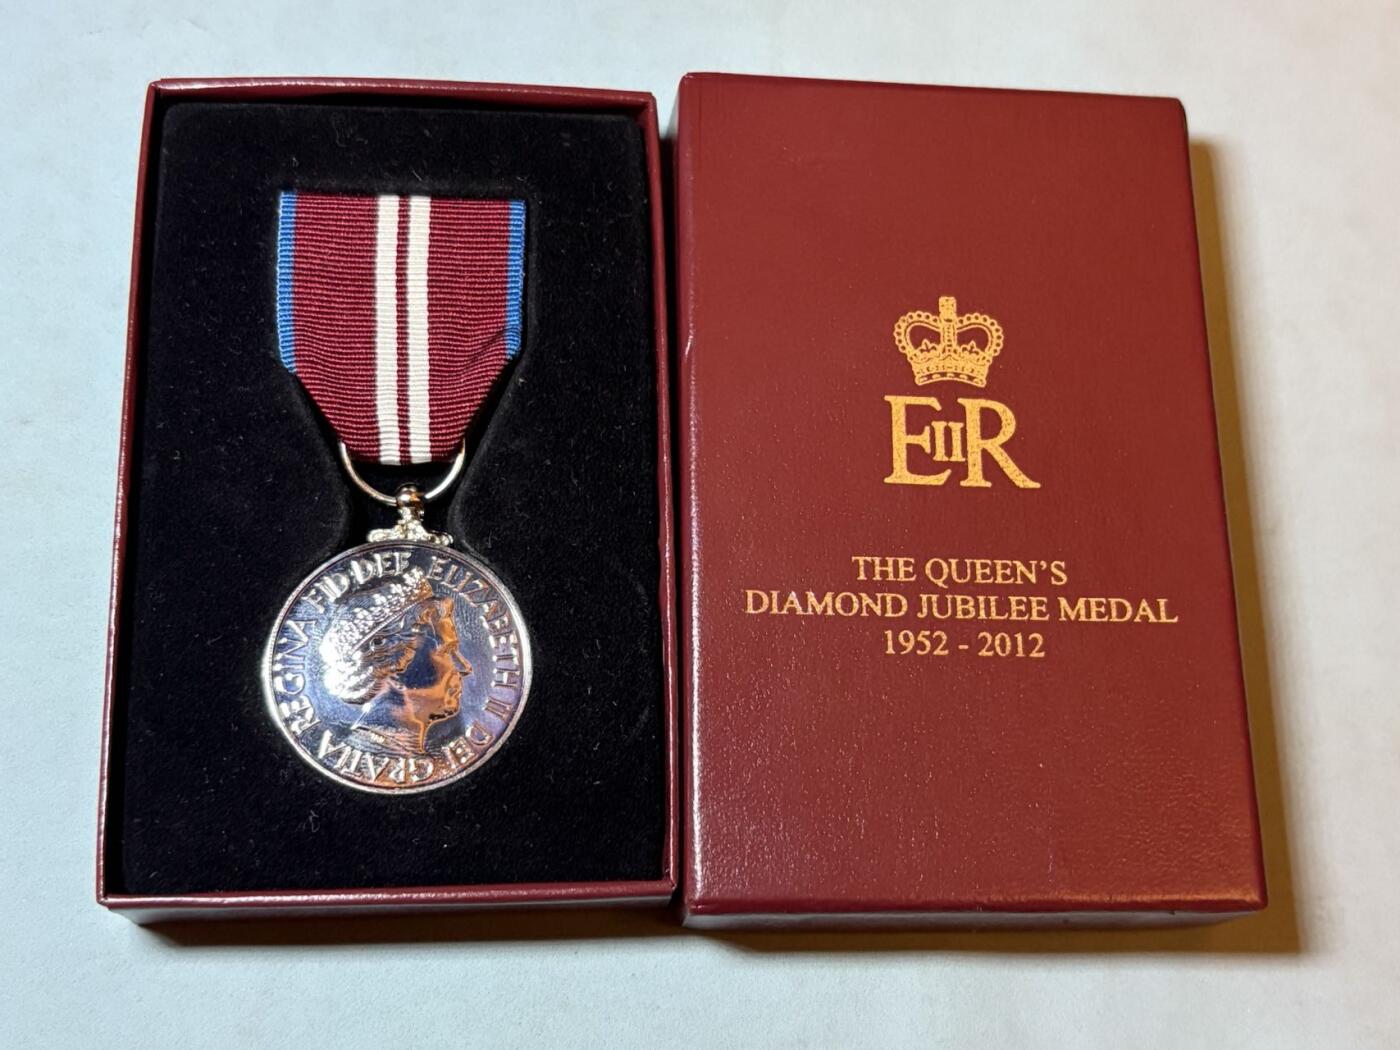 ELIZABETH II DEI GRATIA REGINA FID DEF
EIIR
THE QUEEN'S
DIAMOND JUBILEE MEDAL
1952 - 2012